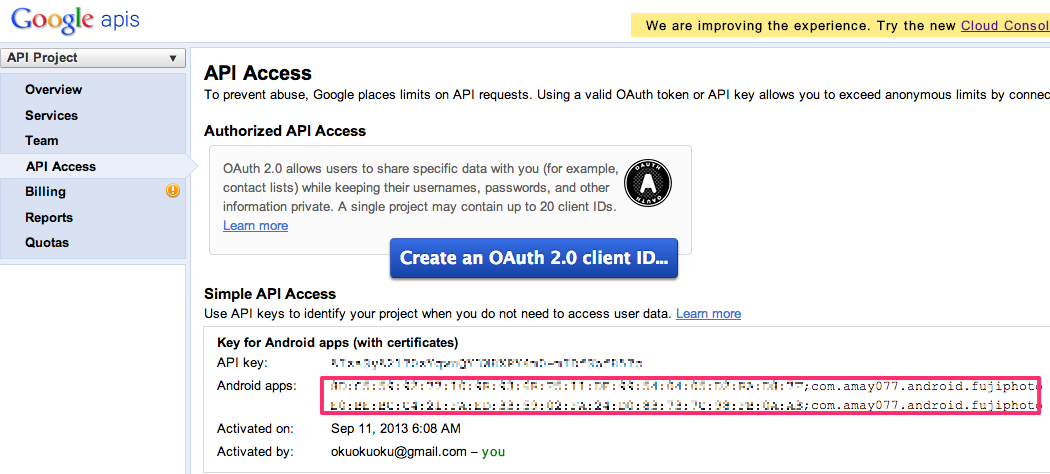 Google apis
We are improving the experience. Try the new Cloud Consol
API Project
Overview
Services
Team
API Access
Billing
Reports
Quotas
API Access
To prevent abuse, Google places limits on API requests. Using a valid OAuth token or API key allows you to exceed anonymous limits by connec
Authorized API Access
OAuth 2.0 allows users to share specific data with you (for example,
contact lists) while keeping their usernames, passwords, and other
information private. A single project may contain up to 20 client IDs.
Learn more
OAUTH
A
OAUTH
Create an OAuth 2.0 client ID...
Simple API Access
Use API keys to identify your project when you do not need to access user data. Learn more
Key for Android apps (with certificates)
API key:
Android apps: ;com.amay077.android.fujiphoto
;com.amay077.android.fujiphoto
Activated on: Sep 11, 2013 6:08 AM
Activated by: okuokuoku@gmail.com – you